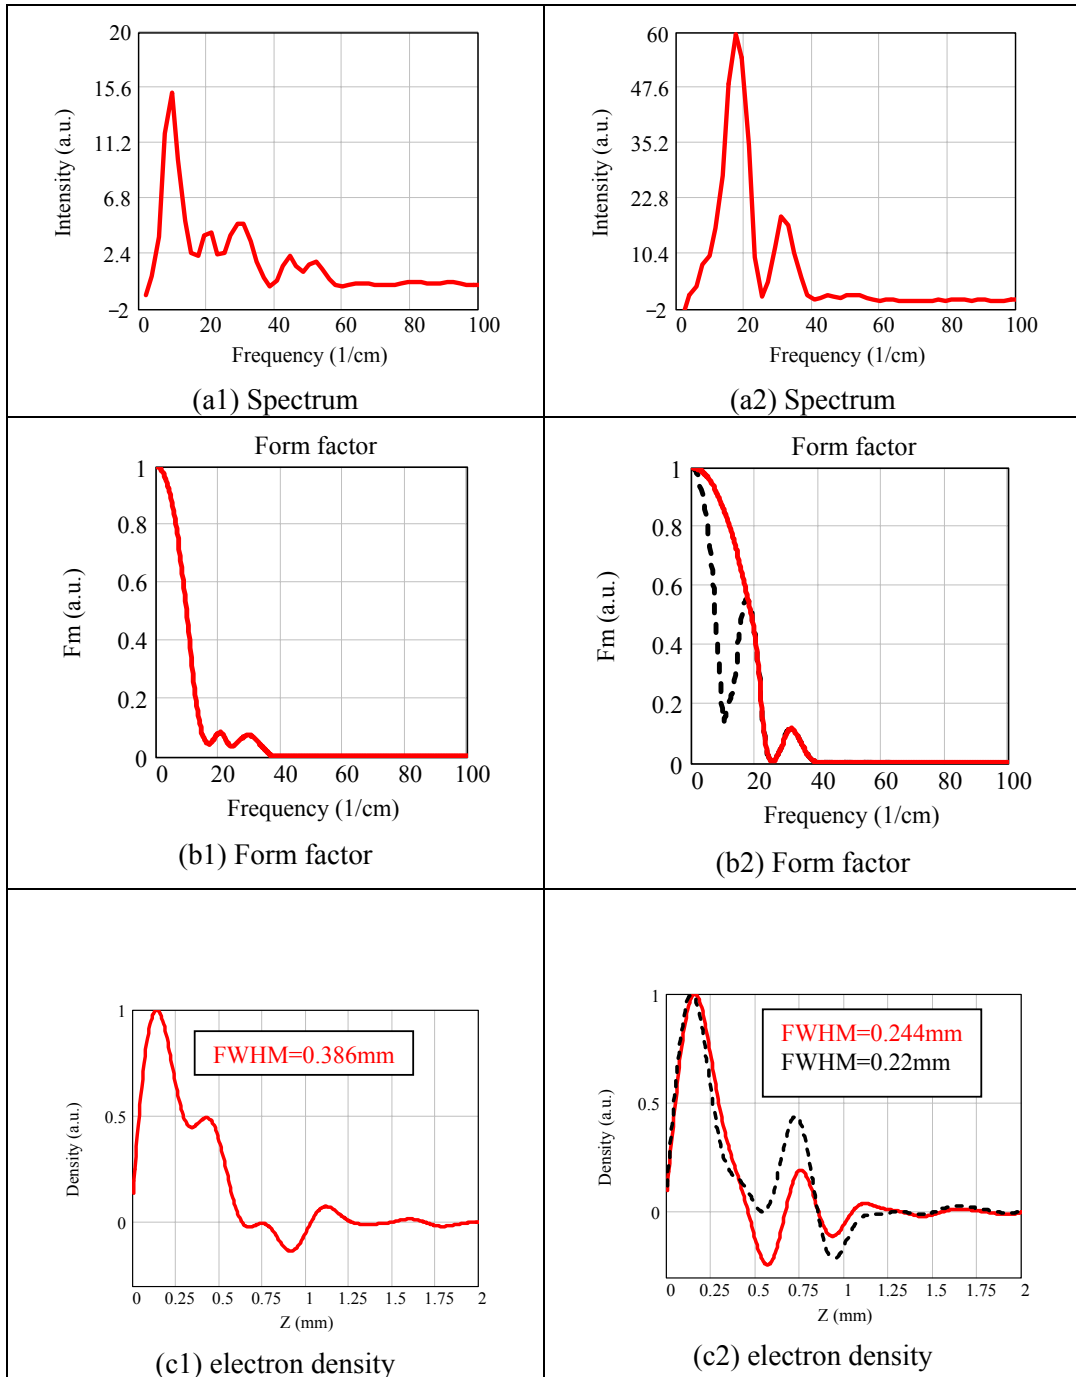 20
15.6
11.2
6.8
2.4
−2
Intensity (a.u.)
0 20 40 60 80 100
Frequency (1/cm)
(a1) Spectrum
60
47.6
35.2
22.8
10.4
−2
Intensity (a.u.)
0 20 40 60 80 100
Frequency (1/cm)
(a2) Spectrum
Form factor
1
0.8
0.6
0.4
0.2
0
Fm (a.u.)
0 20 40 60 80 100
Frequency (1/cm)
(b1) Form factor
Form factor
1
0.8
0.6
0.4
0.2
0
Fm (a.u.)
0 20 40 60 80 100
Frequency (1/cm)
(b2) Form factor
1
0.5
0
Density (a.u.)
FWHM=0.386mm
0 0.25 0.5 0.75 1 1.25 1.5 1.75 2
Z (mm)
(c1) electron density
1
0.5
0
Density (a.u.)
FWHM=0.244mm
FWHM=0.22mm
0 0.25 0.5 0.75 1 1.25 1.5 1.75 2
Z (mm)
(c2) electron density